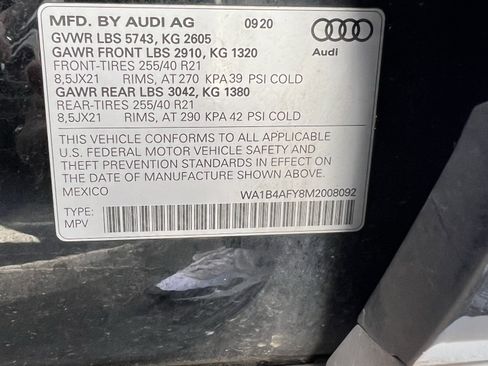 MFD. BY AUDI AG 0920
GVWR LBS 5743, KG 2605
GAWR FRONT LBS 2910, KG 1320
FRONT-TIRES 255/40 R21
8,5JX21 RIMS, AT 270 KPA 39 PSI COLD
GAWR REAR LBS 3042, KG 1380
REAR-TIRES 255/40 R21
8,5JX21 RIMS, AT 290 KPA 42 PSI COLD
Audi
THIS VEHICLE CONFORMS TO ALL APPLICABLE
U.S. FEDERAL MOTOR VEHICLE SAFETY AND
THEFT PREVENTION STANDARDS IN EFFECT ON
THE DATE OF MANUFACTURE SHOWN ABOVE.
MEXICO WA1B4AFY8M2008092
TYPE:
MPV